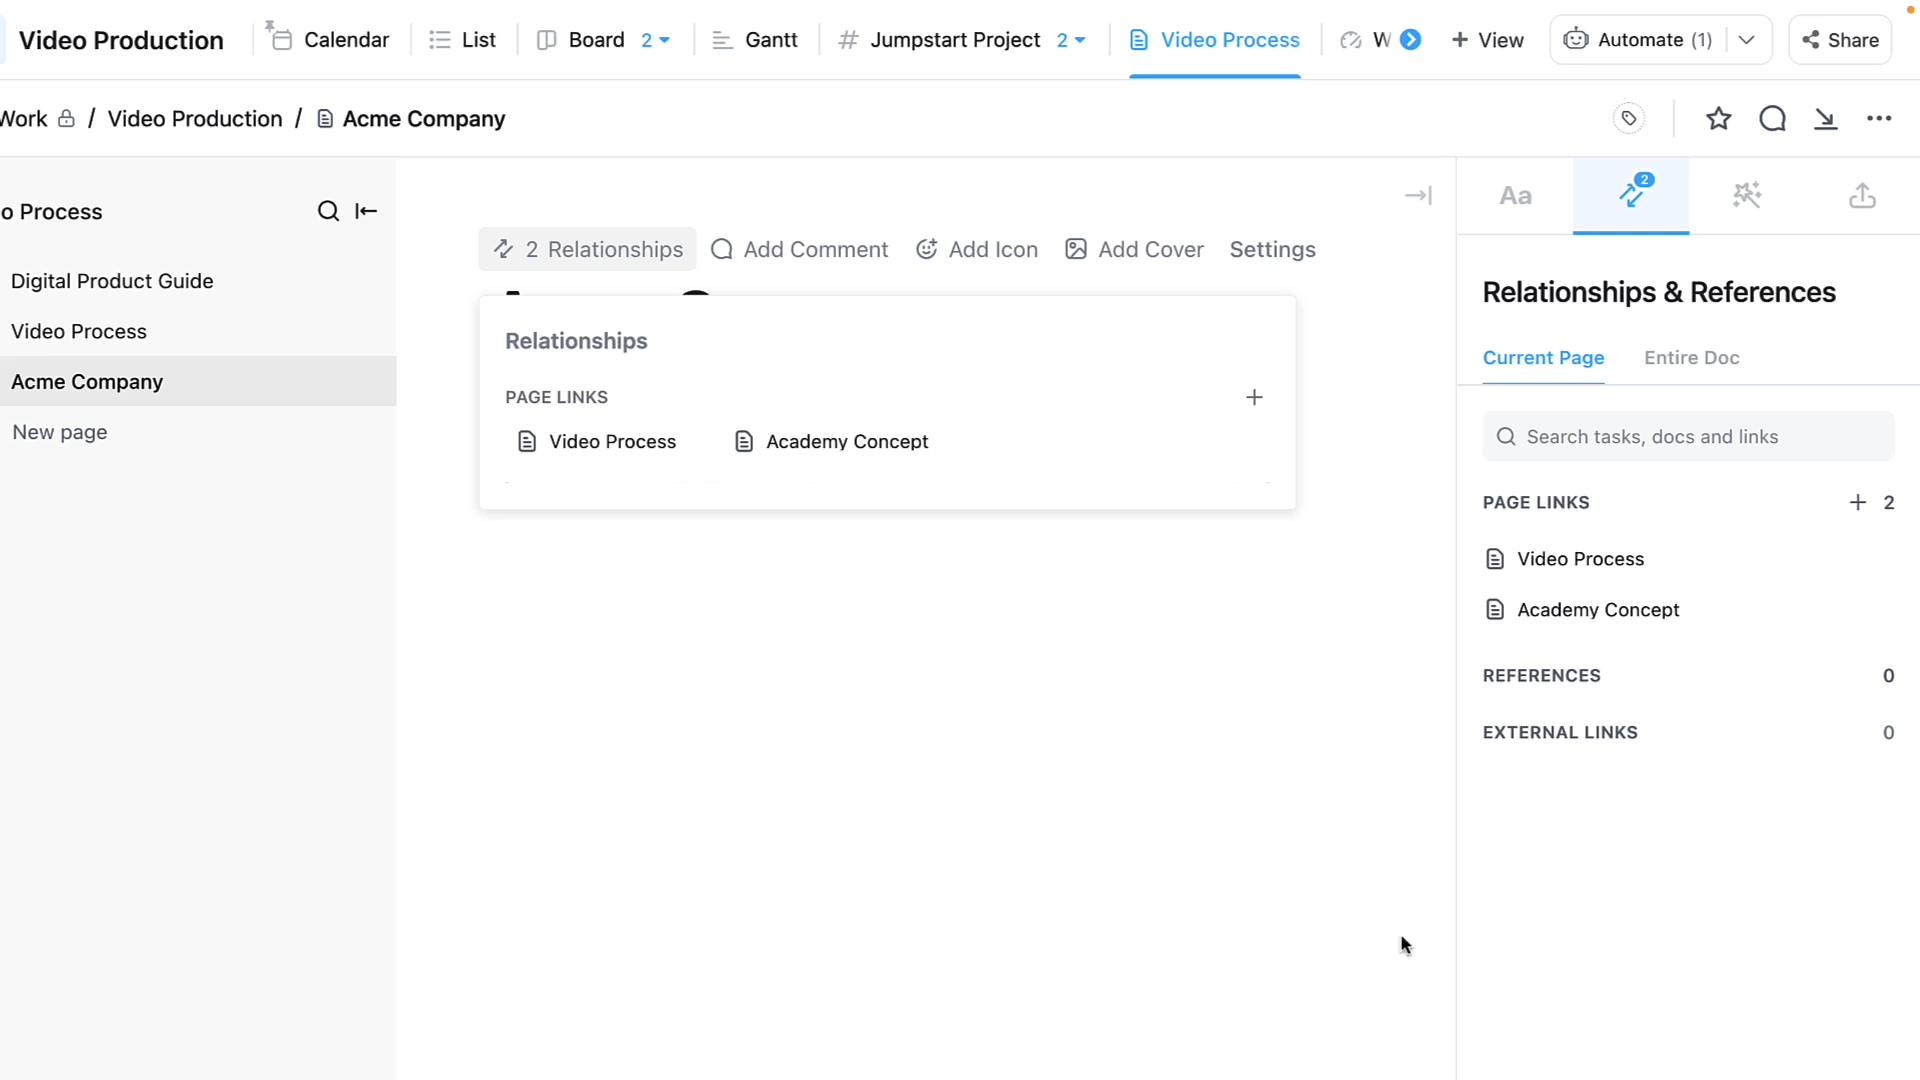 Video Production Calendar List Board 2 Gantt # Jumpstart Project 2 Video Process W + View Automate (1) Share
Work / Video Production / Acme Company
o Process
Digital Product Guide
Video Process
Acme Company
New page
2 Relationships Add Comment Add Icon Add Cover Settings
Relationships
PAGE LINKS
Video Process Academy Concept
Aa 2
Relationships & References
Current Page Entire Doc
Search tasks, docs and links
PAGE LINKS + 2
Video Process
Academy Concept
REFERENCES 0
EXTERNAL LINKS 0